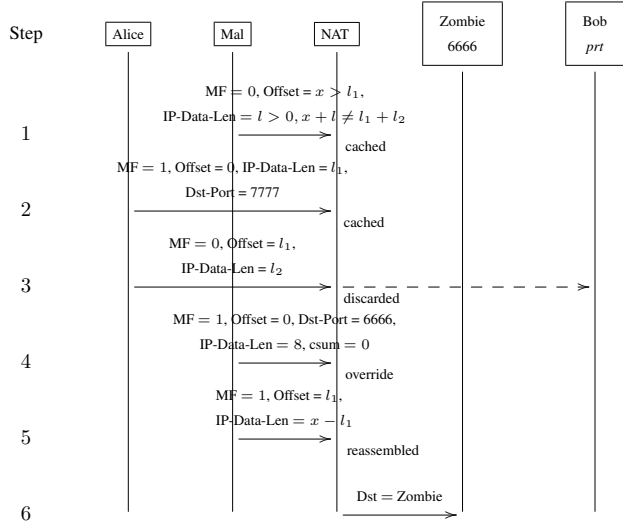 Step
Alice
Mal
NAT
Zombie
6666
Bob
prt
MF = 0, Offset = x > l₁,
IP-Data-Len = l > 0, x + l ≠ l₁ + l₂
1
cached
MF = 1, Offset = 0, IP-Data-Len = l₁,
Dst-Port = 7777
2
cached
MF = 0, Offset = l₁,
IP-Data-Len = l₂
3
discarded
MF = 1, Offset = 0, Dst-Port = 6666,
IP-Data-Len = 8, csum = 0
4
override
MF = 1, Offset = l₁,
IP-Data-Len = x − l₁
5
reassembled
Dst = Zombie
6